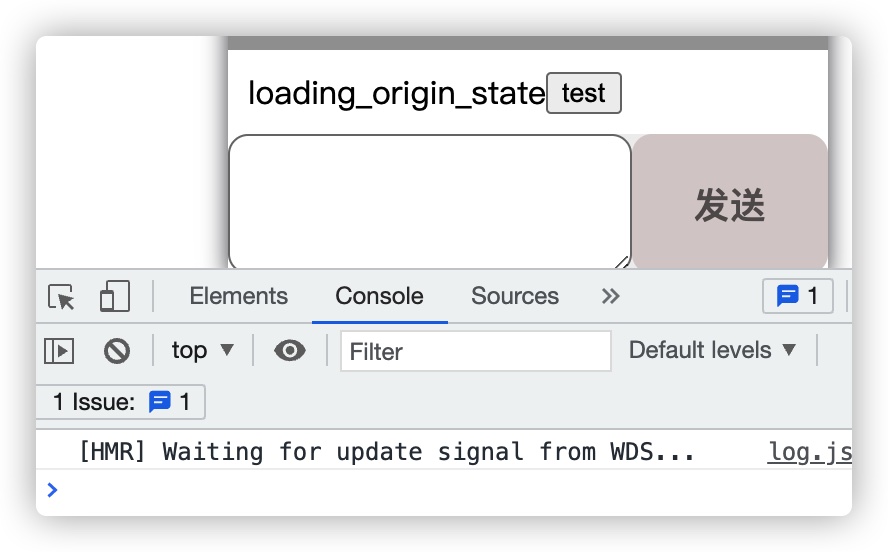 loading_origin_state test
发送
Elements Console Sources 1
top Filter Default levels
1 Issue: 1
[HMR] Waiting for update signal from WDS... log.js